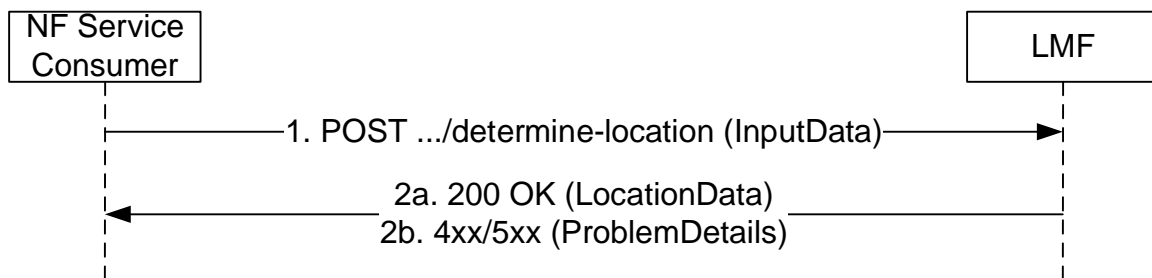 NF Service
Consumer
LMF
1. POST .../determine-location (InputData)
2a. 200 OK (LocationData)
2b. 4xx/5xx (ProblemDetails)